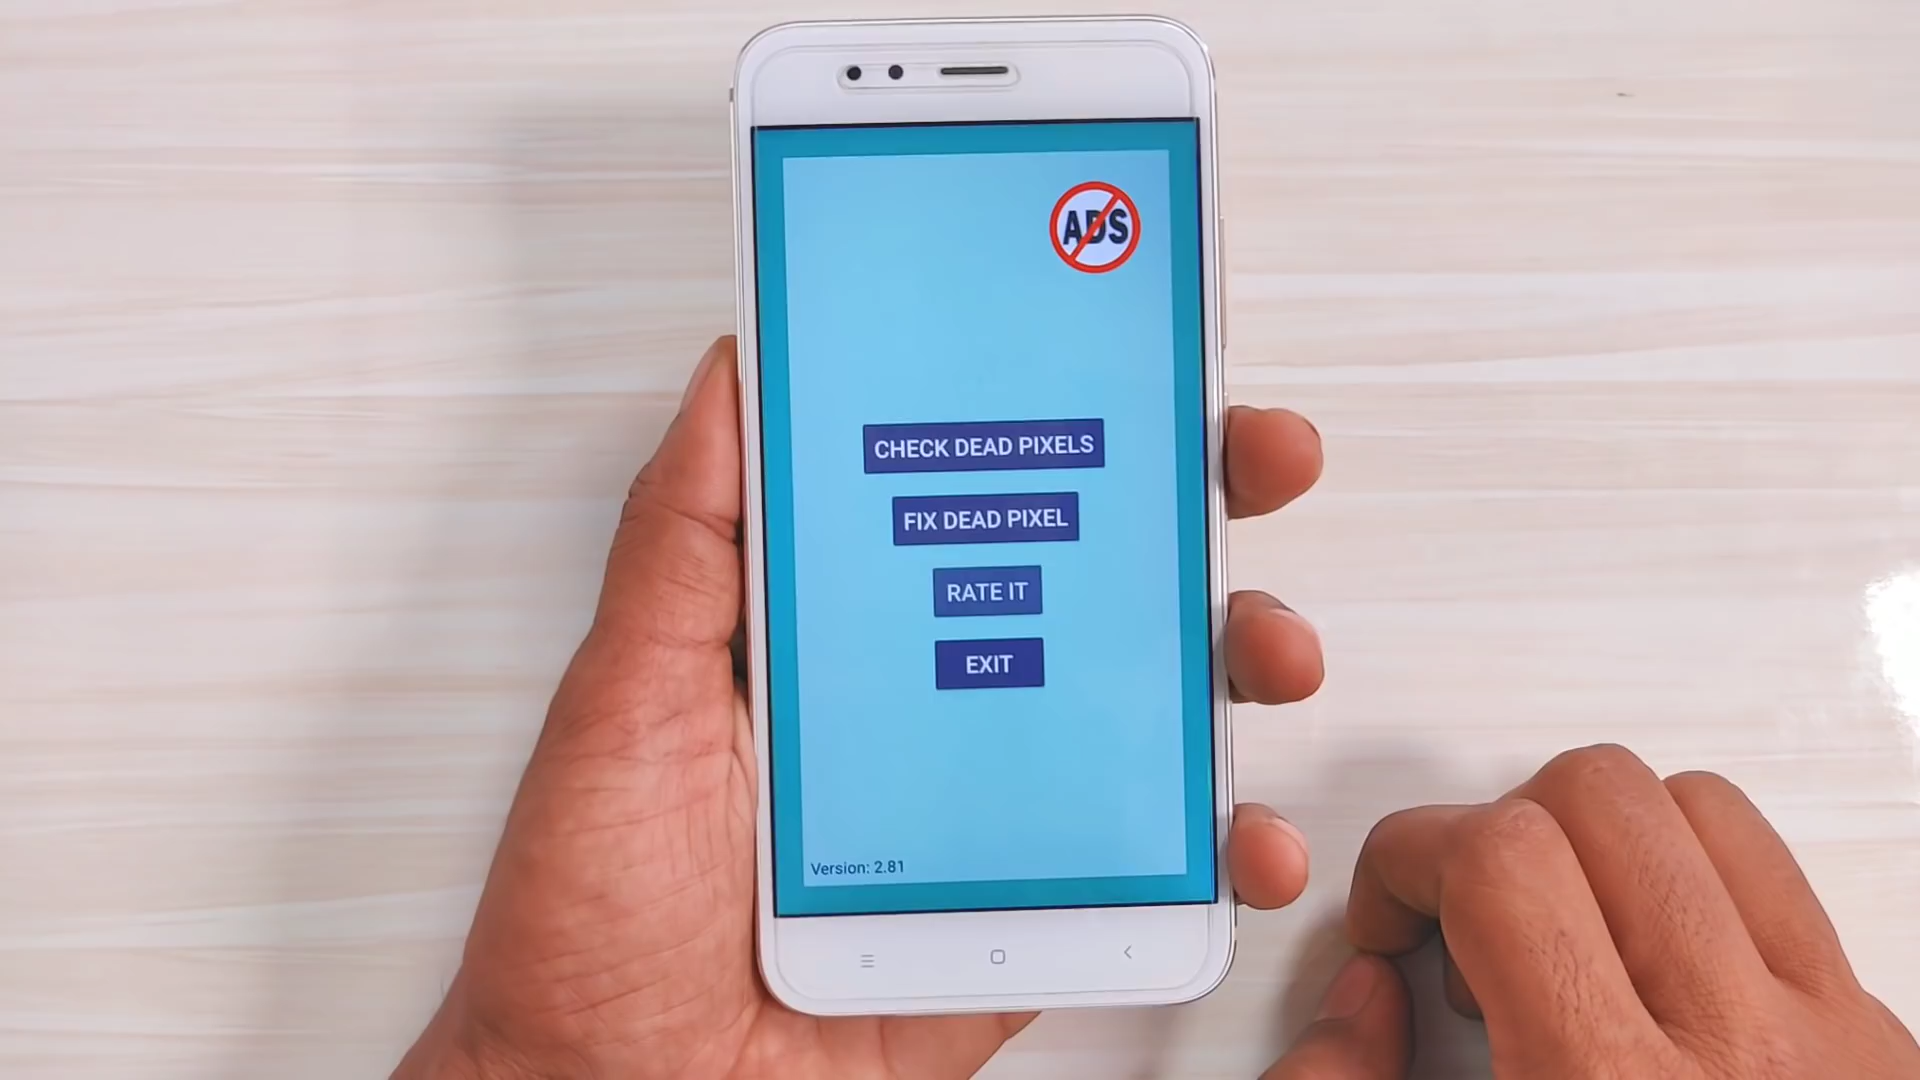 ADS
CHECK DEAD PIXELS
FIX DEAD PIXEL
RATE IT
EXIT
Version: 2.81